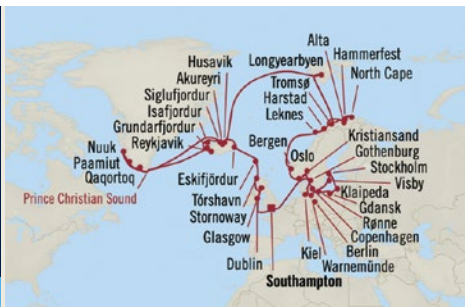 Husavik
Akureyri
Siglufjordur
Isafjordur
Grundarfjordur
Reykjavik
Nuuk
Paamiut
Qaqortoq
Prince Christian Sound
Eskifjördur
Tórshavn
Stornoway
Glasgow
Dublin
Southampton
Longyearbyen
Alta
Hammerfest
North Cape
Tromsø
Harstad
Leknes
Bergen
Oslo
Kristiansand
Gothenburg
Stockholm
Visby
Klaipeda
Gdansk
Rønne
Copenhagen
Berlin
Warnemünde
Kiel